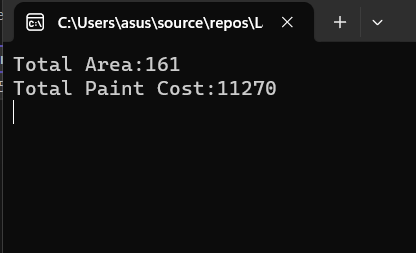 C:\Users\asus\source\repos\L
Total Area:161
Total Paint Cost:11270